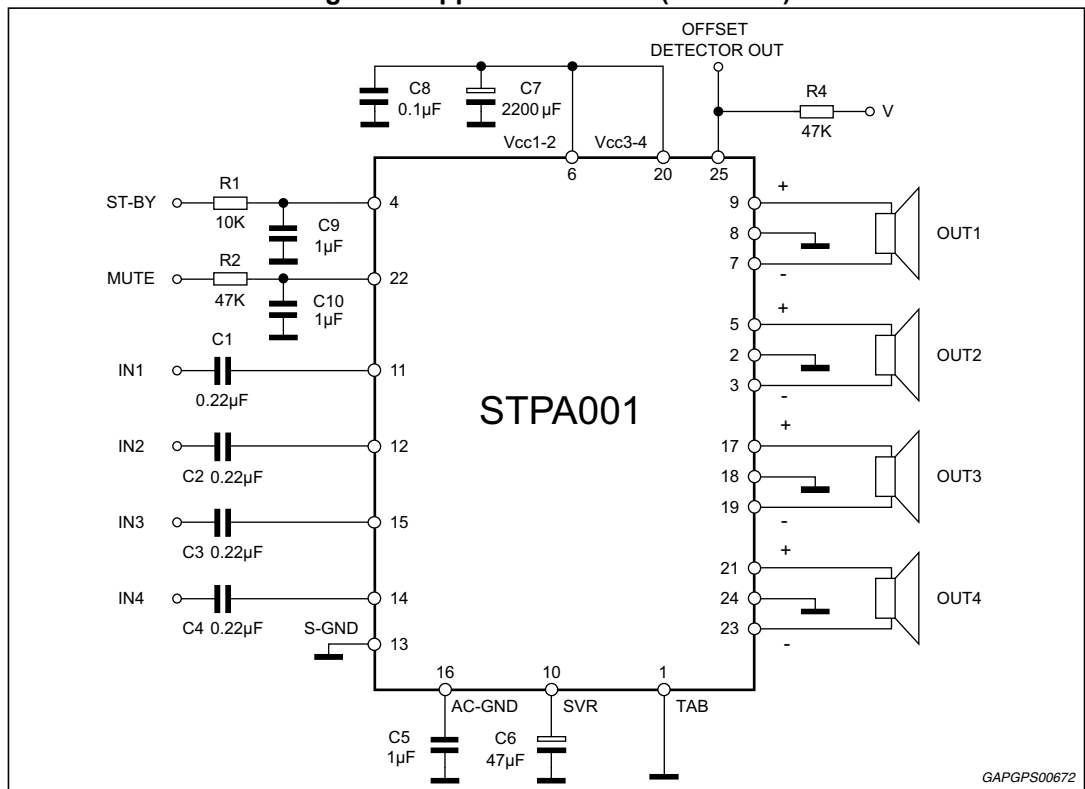 OFFSET
DETECTOR OUT
C8
0.1µF
C7
2200 µF
R4
47K
V
Vcc1-2
Vcc3-4
6
20
25
ST-BY
R1
10K
4
C9
1µF
MUTE
R2
47K
22
C10
1µF
IN1
C1
0.22µF
11
IN2
C2 0.22µF
12
IN3
C3 0.22µF
15
IN4
C4 0.22µF
14
S-GND
13
STPA001
9
+
8
7
-
OUT1
+
5
2
3
-
OUT2
+
17
18
19
-
OUT3
+
21
24
23
-
OUT4
16
AC-GND
10
SVR
1
TAB
C5
1µF
C6
47µF
GAPGPS00672